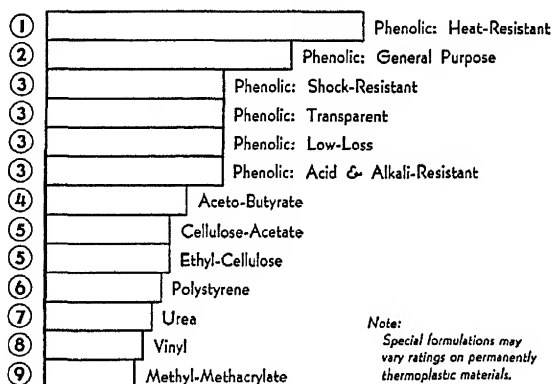 ① Phenolic: Heat-Resistant
② Phenolic: General Purpose
③ Phenolic: Shock-Resistant
③ Phenolic: Transparent
③ Phenolic: Low-Loss
③ Phenolic: Acid & Alkali-Resistant
④ Aceto-Butyrate
⑤ Cellulose-Acetate
⑤ Ethyl-Cellulose
⑥ Polystyrene
⑦ Urea
⑧ Vinyl
⑨ Methyl-Methacrylate
Note:
Special formulations may
vary ratings on permanently
thermoplastic materials.